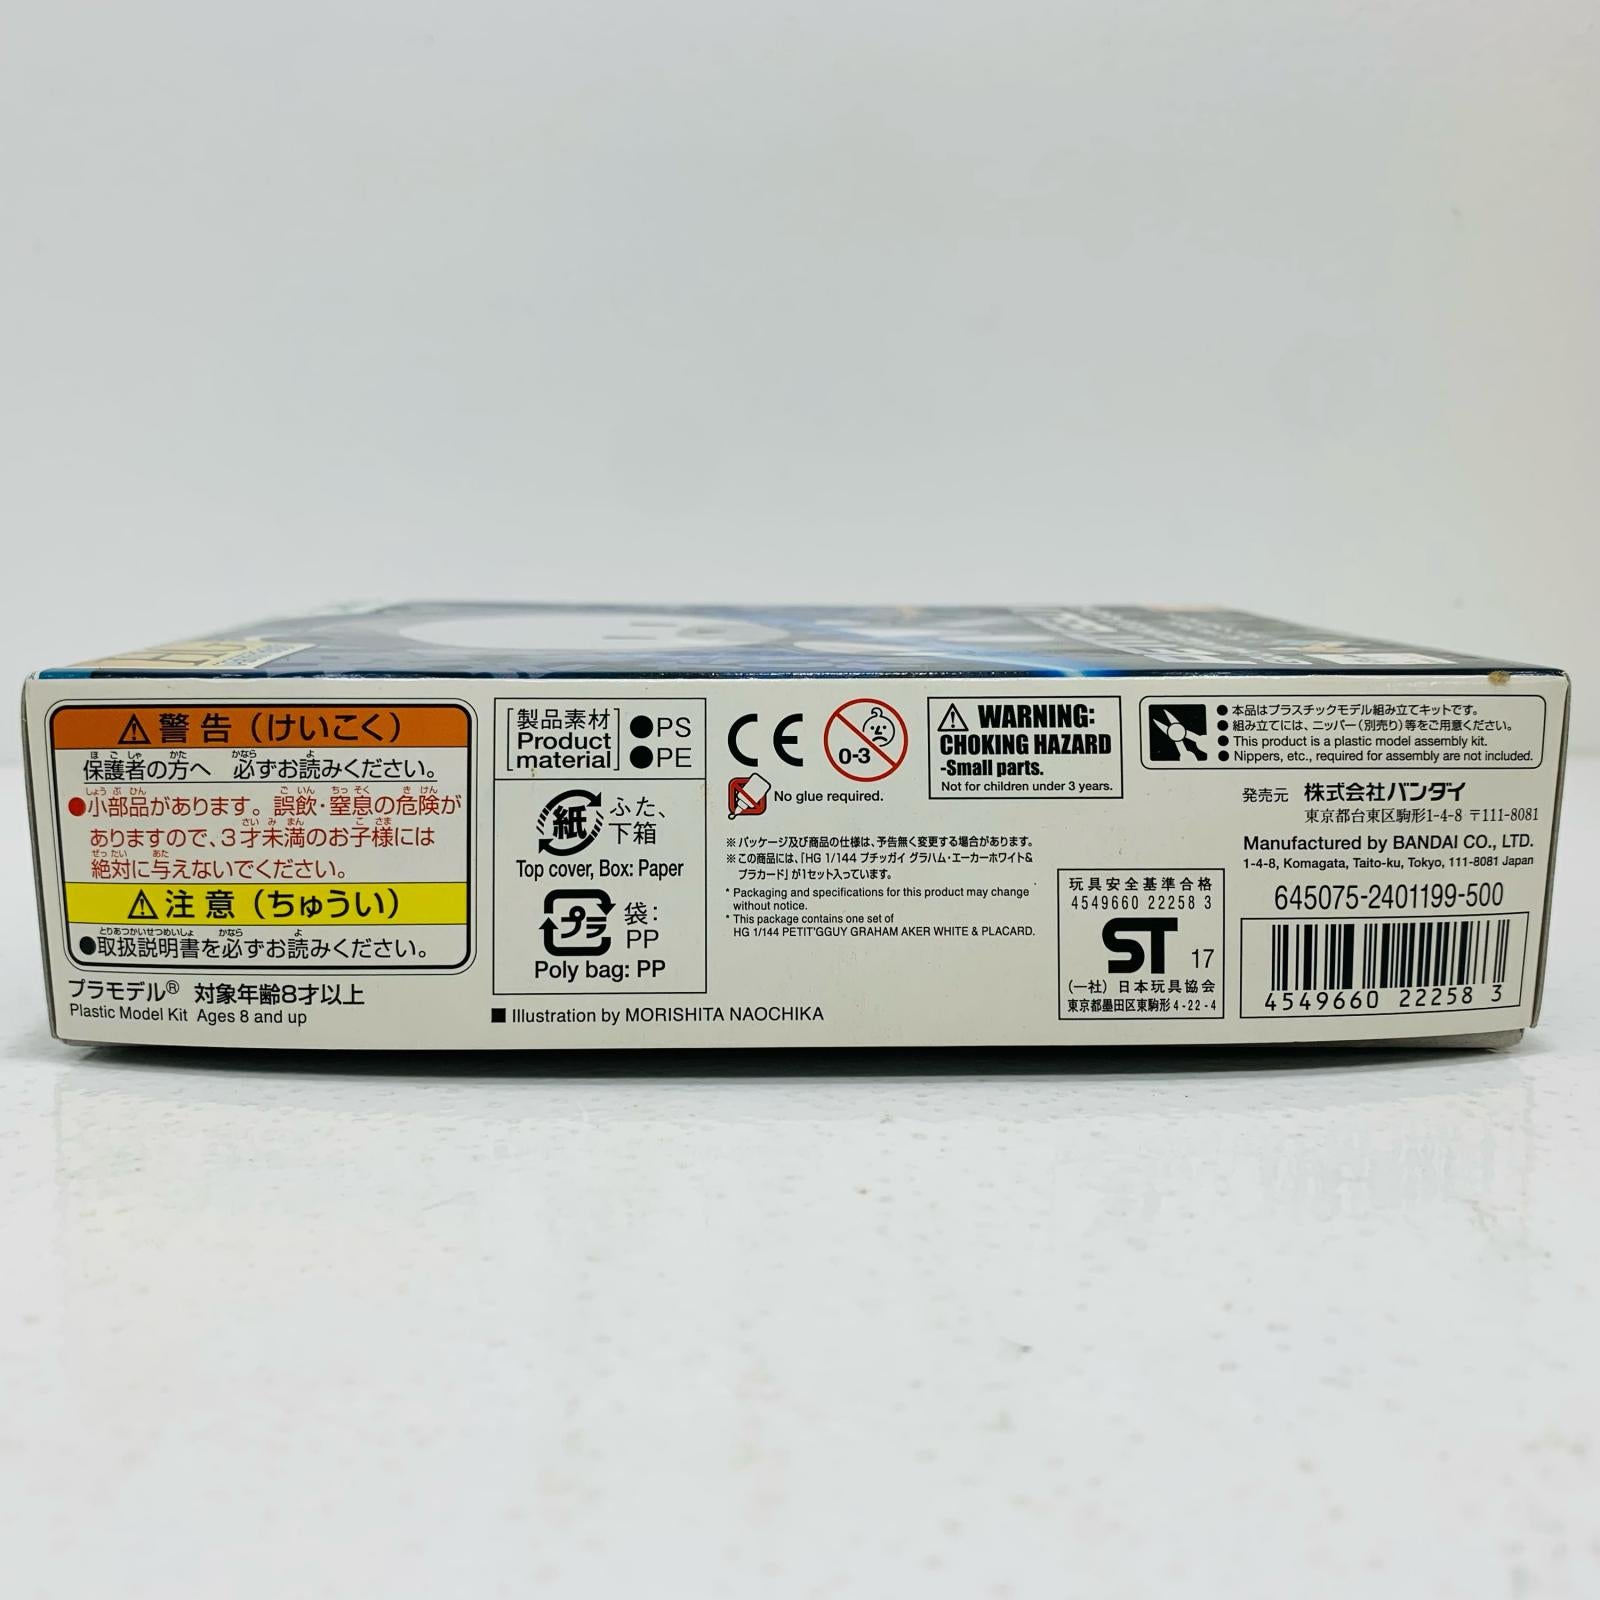 警告（けいこく）
保護者の方へ 必ずお読みください。
●小部品があります。誤飲・窒息の危険が
ありますので、3才未満のお子様には
絶対に与えないでください。
注意（ちゅうい）
●取扱説明書を必ずお読みください。
プラモデル® 対象年齢8才以上
Plastic Model Kit Ages 8 and up
[製品素材 Product material]
●PS
●PE
紙
ふた、
下箱
Top cover, Box: Paper
プラ
袋：
PP
Poly bag: PP
■ Illustration by MORISHITA NAOCHIKA
CE
0-3
No glue required.
WARNING:
CHOKING HAZARD
-Small parts.
Not for children under 3 years.
※パッケージ及び商品の仕様は、予告無く変更する場合があります。
※この商品には、「HG 1/144 プチッガイ グラハム・エーカーホワイト&
プラカード」が1セット入っています。
* Packaging and specifications for this product may change
without notice.
* This package contains one set of
HG 1/144 PETIT'GGUY GRAHAM AKER WHITE & PLACARD.
● 本品はプラスチックモデル組み立てキットです。
● 組み立てには、ニッパー（別売り）等をご用意ください。
● This product is a plastic model assembly kit.
● Nippers, etc., required for assembly are not included.
発売元 株式会社バンダイ
東京都台東区駒形1-4-8 〒111-8081
Manufactured by BANDAI CO., LTD.
1-4-8, Komagata, Taito-ku, Tokyo, 111-8081 Japan
玩具安全基準合格
4549660 22258 3
ST 17
(一社) 日本玩具協会
東京都墨田区東駒形4-22-4
645075-2401199-500
4549660 222583